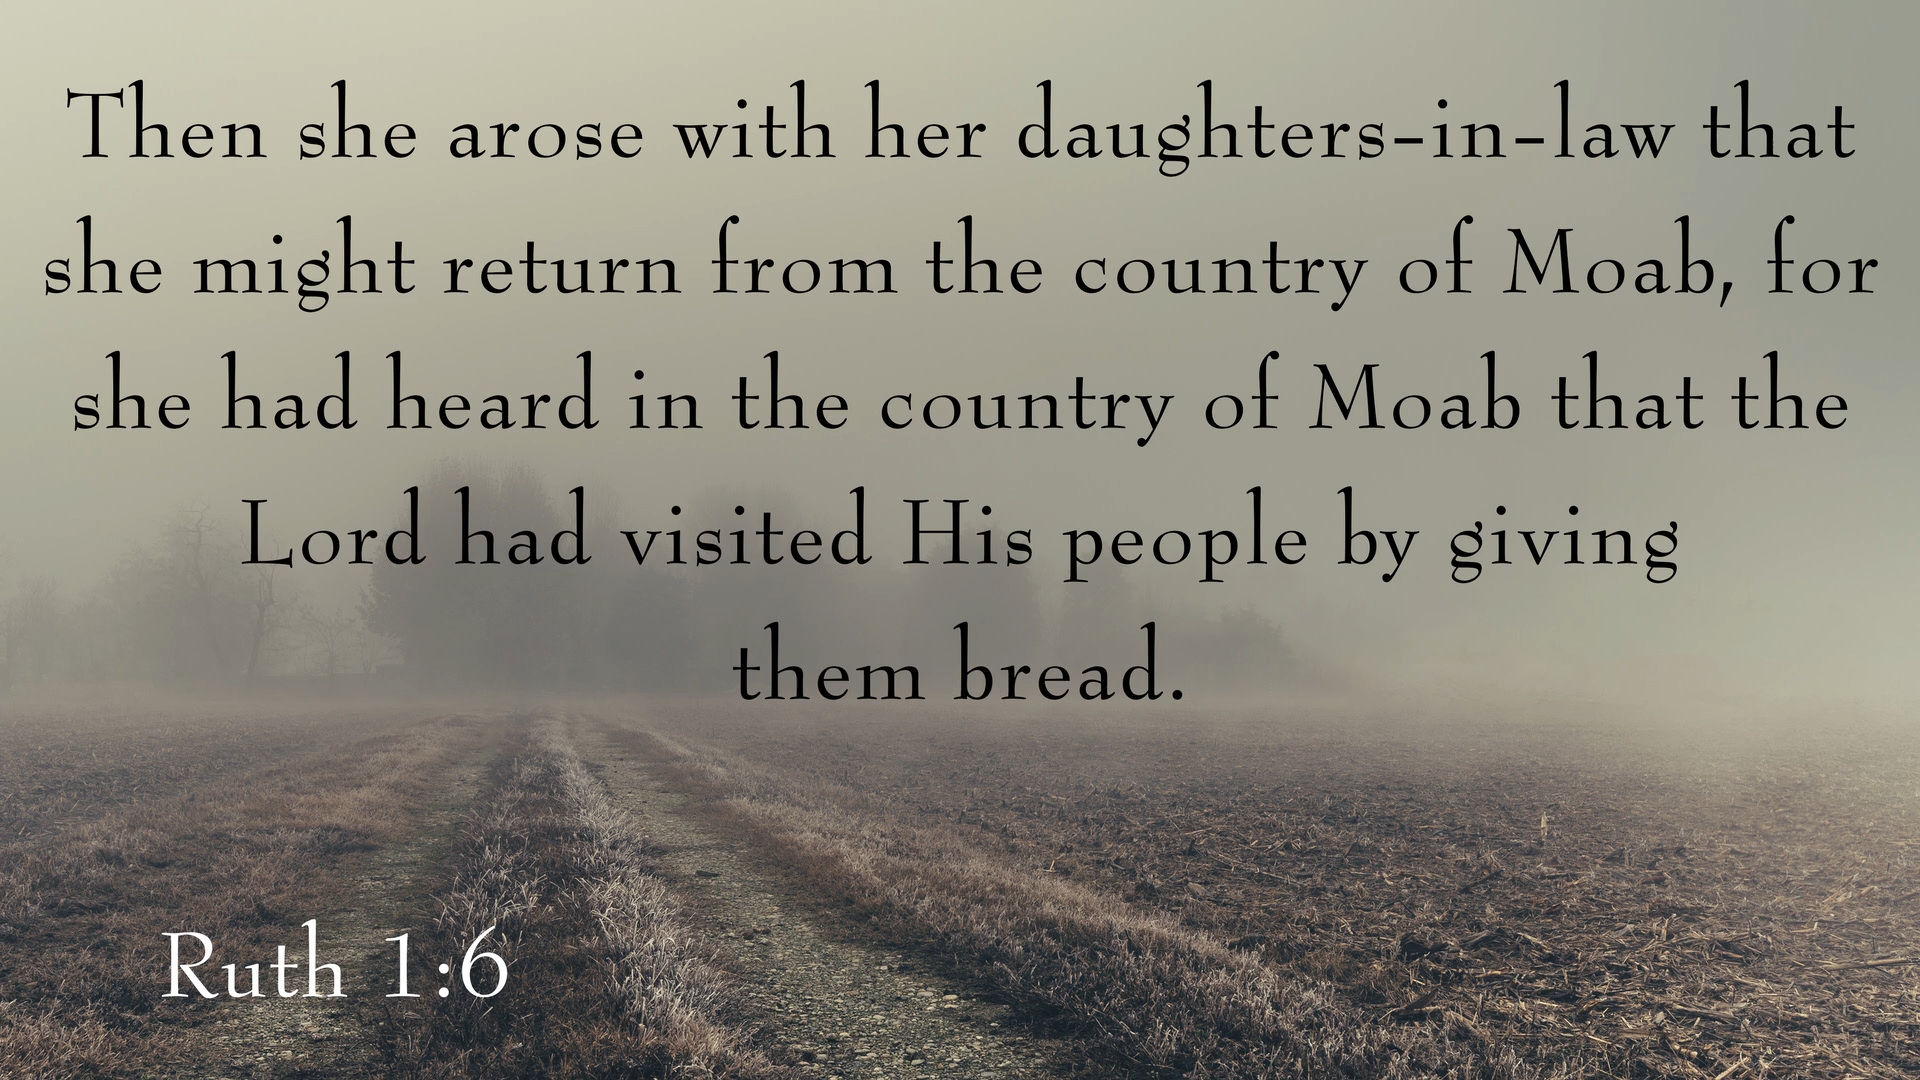 Then she arose with her daughters-in-law that
she might return from the country of Moab, for
she had heard in the country of Moab that the
Lord had visited His people by giving
them bread.
Ruth 1:6